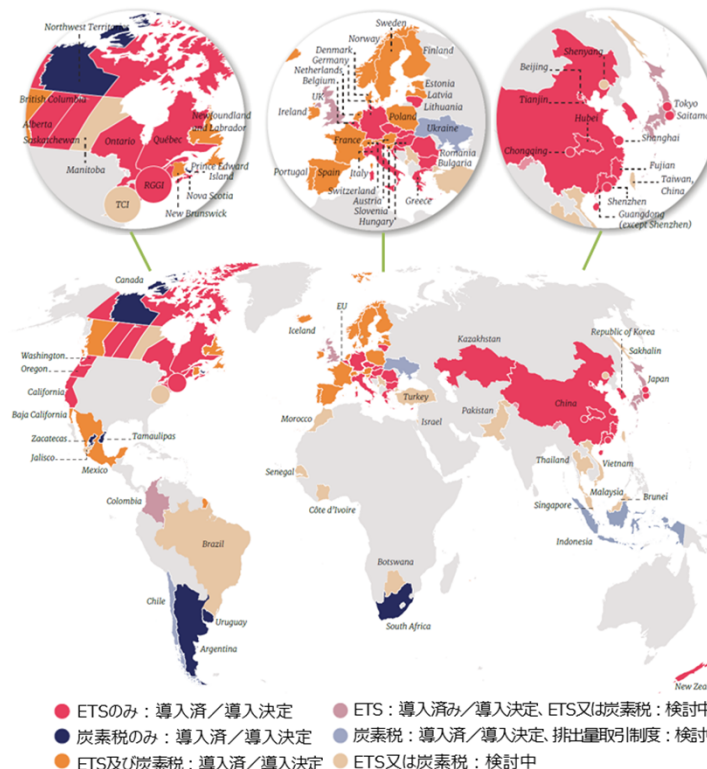 Northwest Territor
British Columbia
Alberta
Saskatchewan
Manitoba
Ontario
Québec
Newfoundland
and Labrador
Prince Edward
Island
Nova Scotia
New Brunswick
RGGI
TCI
Sweden
Norway
Denmark
Germany
Netherlands
Belgium
UK
Ireland
Finland
Estonia
Latvia
Lithuania
Poland
Ukraine
France
Romania
Bulgaria
Portugal
Spain
Italy
Switzerland
Austria
Slovenia
Hungary
Greece
Shenyang
Beijing
Tianjin
Hubei
Chongqing
Tokyo
Saitama
Shanghai
Fujian
Taiwan,
China
Shenzhen
Guangdong
(except Shenzhen)
Canada
Washington
Oregon
California
Baja California
Zacatecas
Jalisco
Mexico
Tamaulipas
Colombia
Brazil
Chile
Uruguay
Argentina
Iceland
EU
Morocco
Senegal
Côte d'Ivoire
Botswana
South Africa
Turkey
Israel
Kazakhstan
Pakistan
China
Republic of Korea
Sakhalin
Japan
Thailand
Vietnam
Malaysia
Brunei
Singapore
Indonesia
New Zea
ETSのみ：導入済／導入決定
炭素税のみ：導入済／導入決定
ETS及び炭素税：導入済／導入決定
ETS：導入済み／導入決定、ETS又は炭素税：検討中
炭素税：導入済／導入決定、排出量取引制度：検討
ETS又は炭素税：検討中